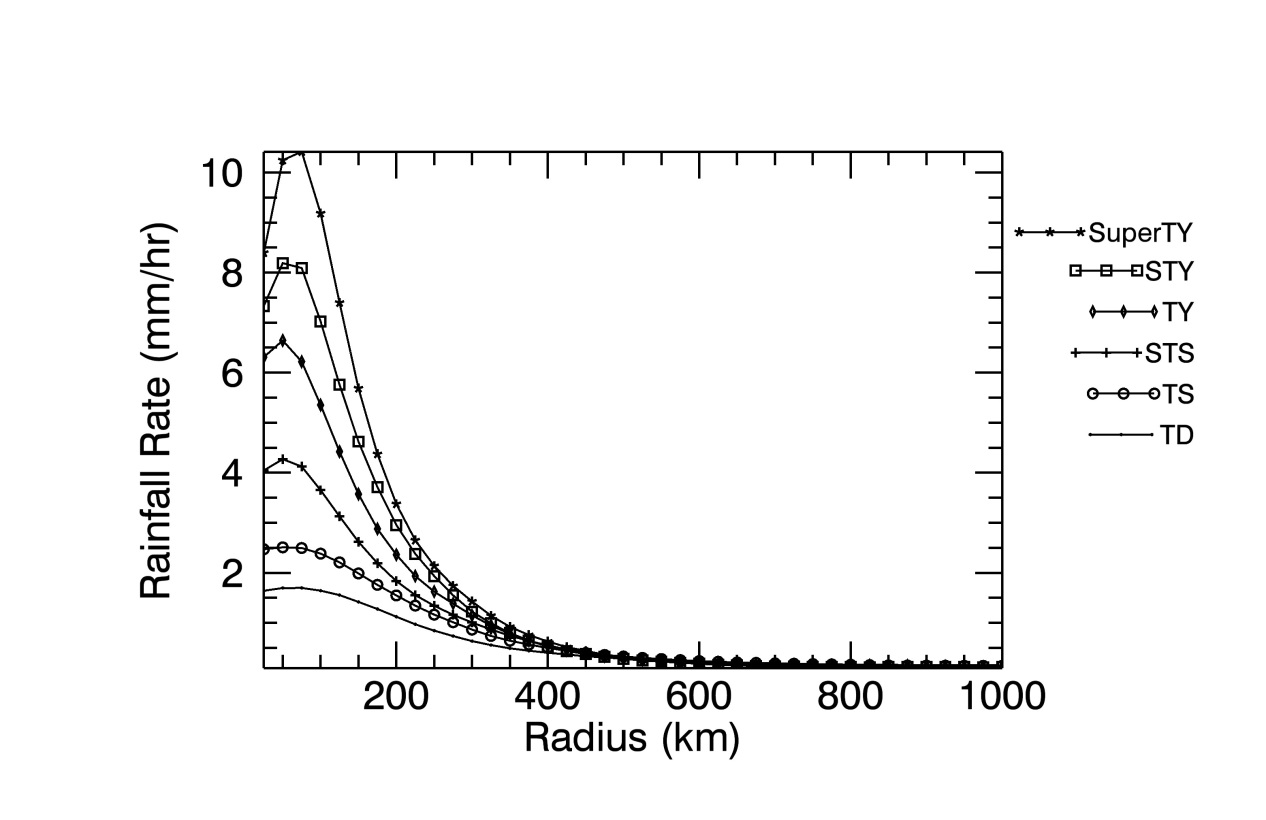 10
8
6
4
2
Rainfall Rate (mm/hr)
200 400 600 800 1000
Radius (km)
SuperTY
STY
TY
STS
TS
TD